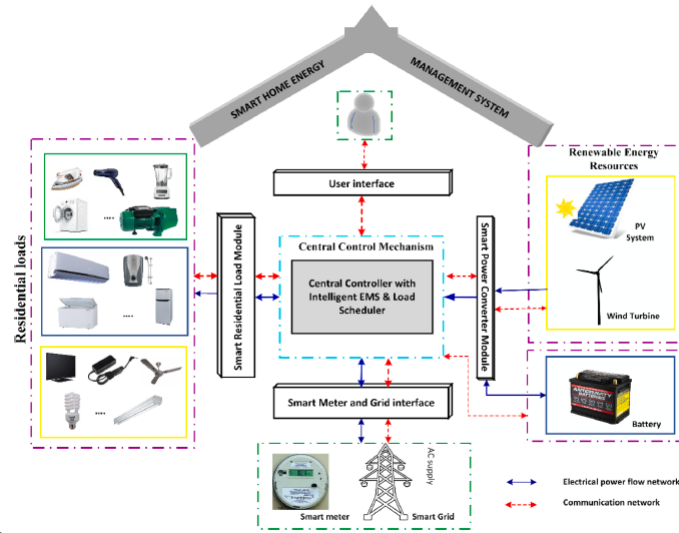 SMART HOME ENERGY
MANAGEMENT SYSTEM
Renewable Energy
Resources
User interface
PV
System
Residential loads
Smart Residential Load Module
Central Control Mechanism
Central Controller with
Intelligent EMS & Load
Scheduler
Smart Power Converter Module
Wind Turbine
Smart Meter and Grid interface
Battery
AC supply
Smart meter
Smart Grid
Electrical power flow network
Communication network